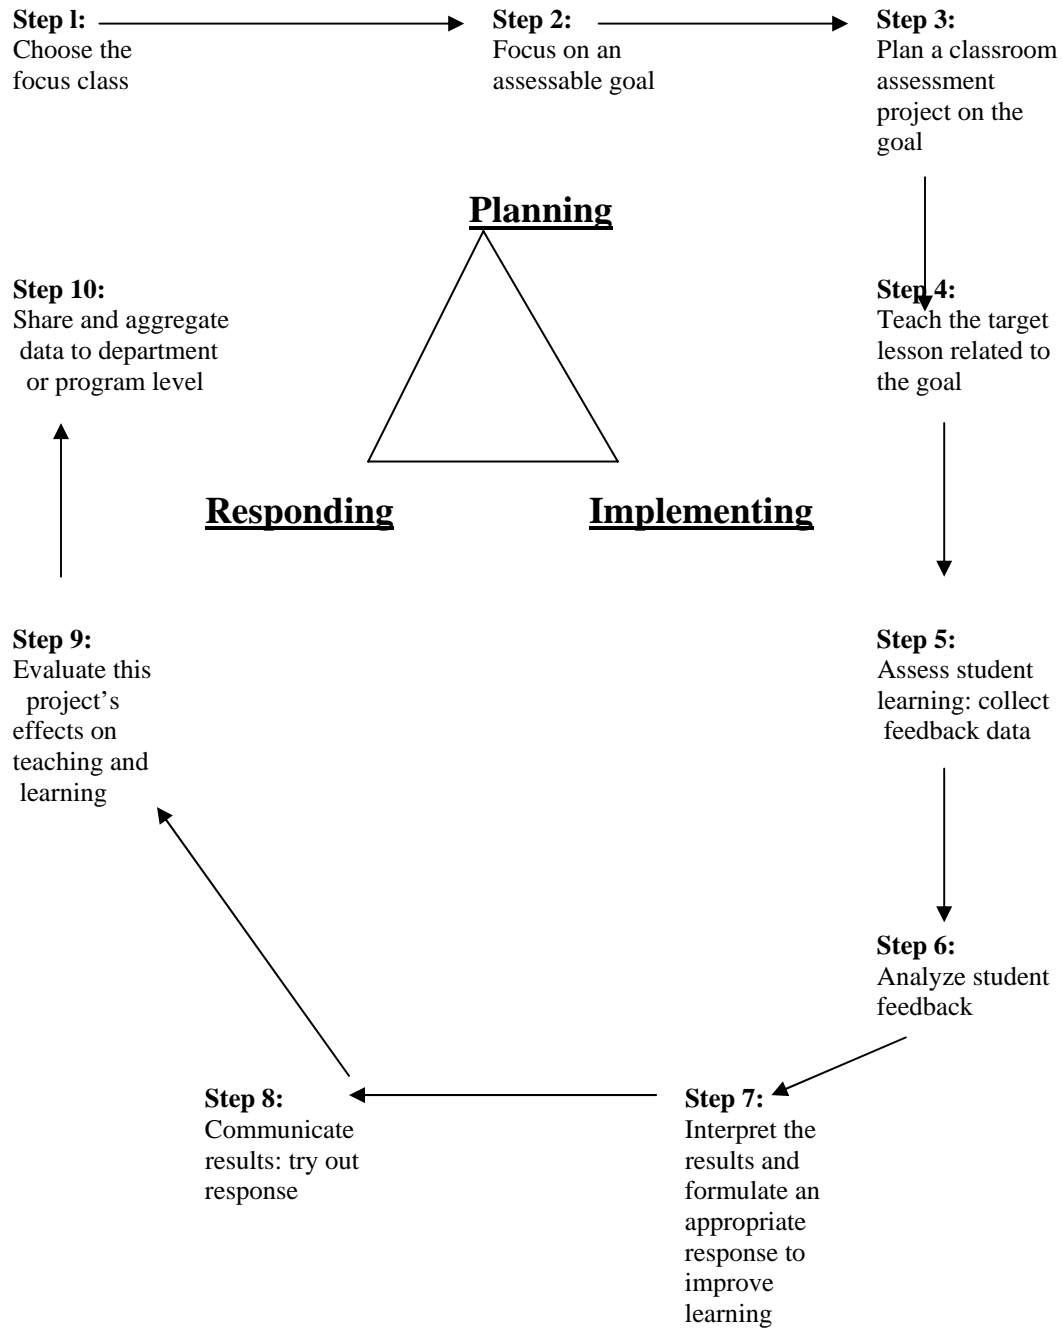 Step l:
Choose the
focus class
Step 2:
Focus on an
assessable goal
Step 3:
Plan a classroom
assessment
project on the
goal
Planning
Step 10:
Share and aggregate
data to department
or program level
Step 4:
Teach the target
lesson related to
the goal
Responding
Implementing
Step 9:
Evaluate this
project’s
effects on
teaching and
learning
Step 5:
Assess student
learning: collect
feedback data
Step 6:
Analyze student
feedback
Step 8:
Communicate
results: try out
response
Step 7:
Interpret the
results and
formulate an
appropriate
response to
improve
learning